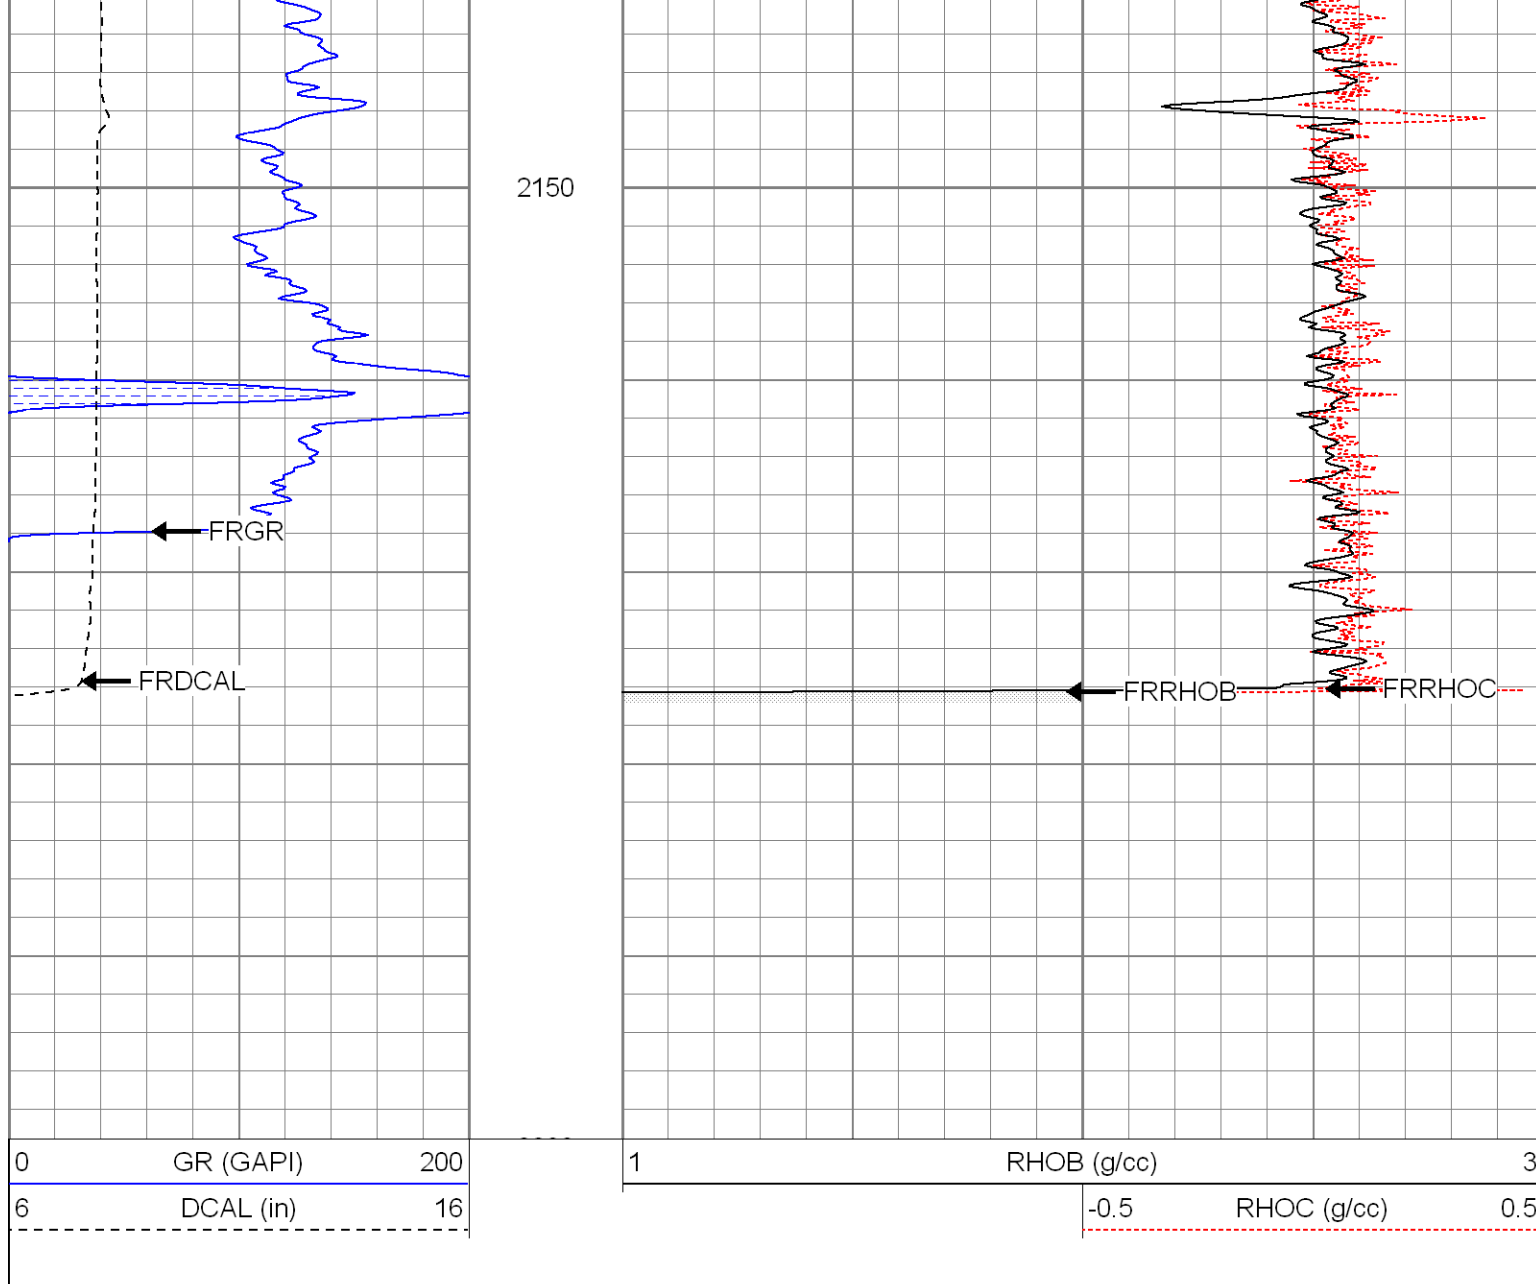 2150
FRGR
FRDCAL
FRRHOB
FRRHOC
0 GR (GAPI) 200
1 RHOB (g/cc) 3
6 DCAL (in) 16
-0.5 RHOC (g/cc) 0.5